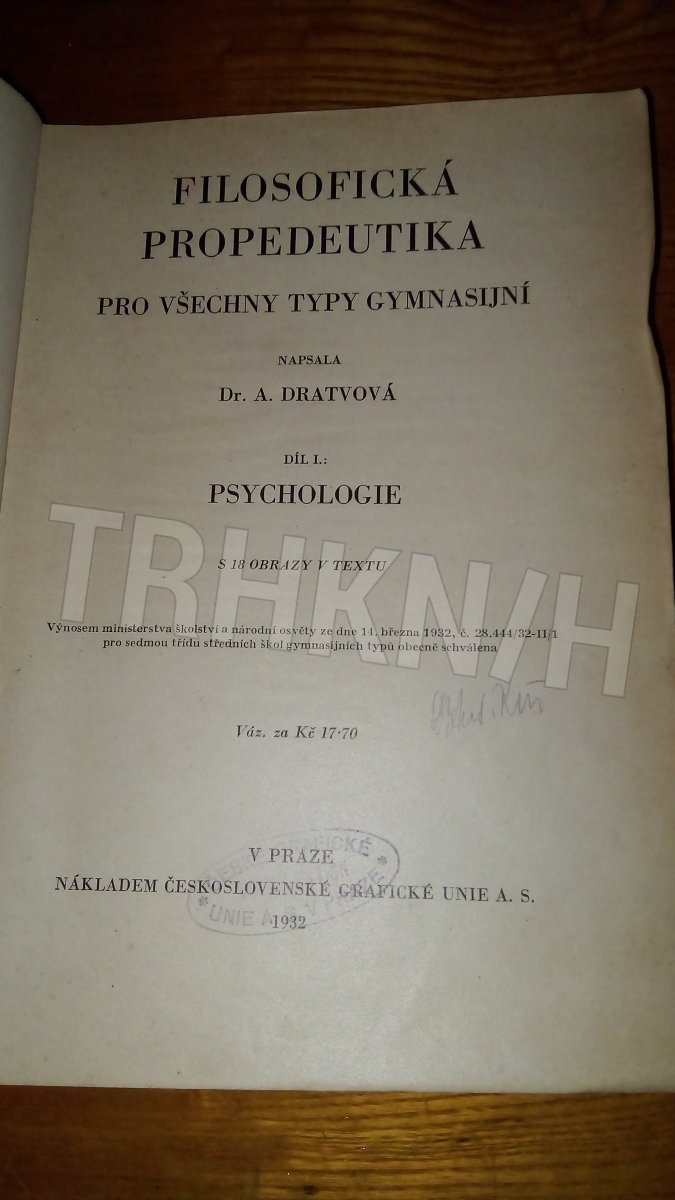 FILOSOFICKÁ
PROPEDEUTIKA
PRO VŠECHNY TYPY GYMNASIJNÍ
NAPSALA
Dr. A. DRATVOVÁ
DÍL I.:
PSYCHOLOGIE
S 18 OBRAZY V TEXTU
TRHKN/H
Výnosem ministerstva školství a národní osvěty ze dne 14. března 1932, č. 28.444/32-II/1
pro sedmou třídu středních škol gymnasijních typů obecně schválena
Váz. za Kč 17·70
V PRAZE
NÁKLADEM ČESKOSLOVENSKÉ GRAFICKÉ UNIE A. S.
1932
UNIE A.